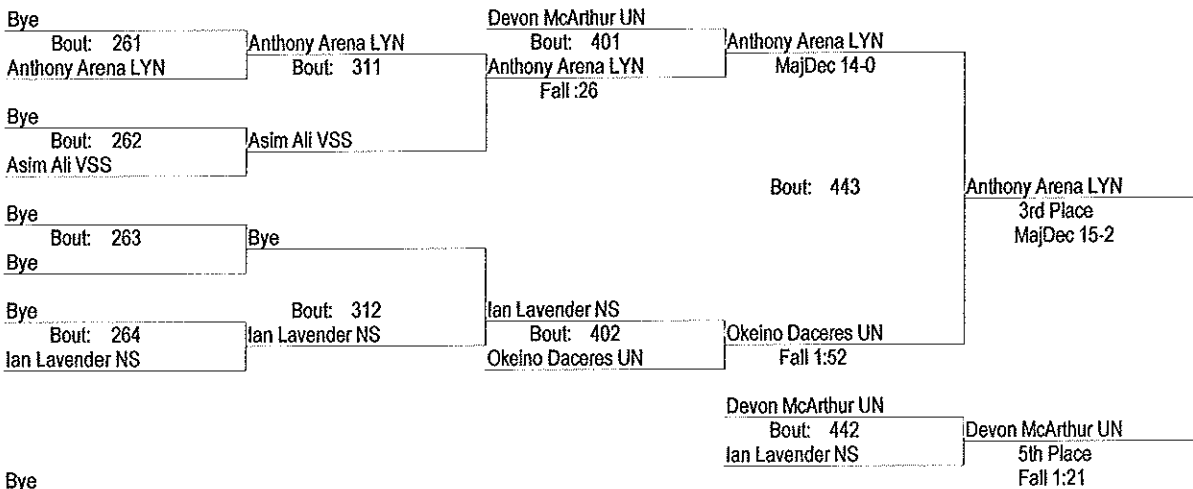 Bye
Bout: 261
Anthony Arena LYN
Bye
Bout: 262
Asim Ali VSS
Bye
Bout: 263
Bye
Bye
Bout: 264
Ian Lavender NS
Bye
Anthony Arena LYN
Bout: 311
Asim Ali VSS
Bye
Bout: 312
Ian Lavender NS
Devon McArthur UN
Bout: 401
Anthony Arena LYN
Fall :26
Ian Lavender NS
Bout: 402
Okeino Daceres UN
Anthony Arena LYN
MajDec 14-0
Bout: 443
Okeino Daceres UN
Fall 1:52
Anthony Arena LYN
3rd Place
MajDec 15-2
Devon McArthur UN
Bout: 442
Ian Lavender NS
Devon McArthur UN
5th Place
Fall 1:21